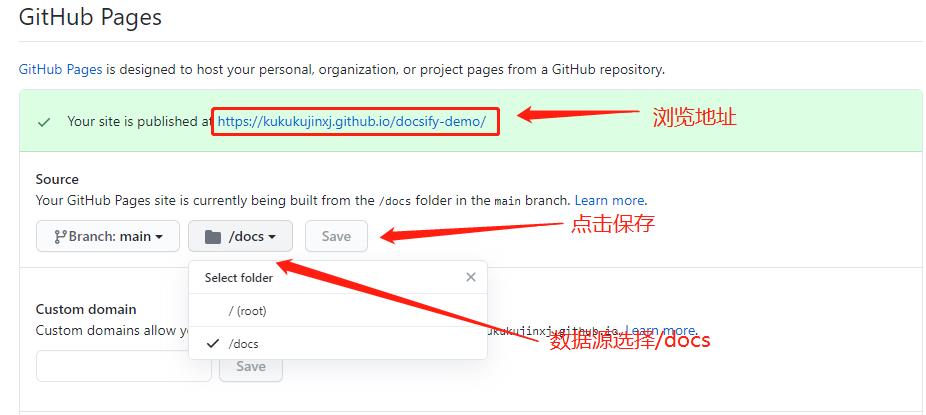 GitHub Pages
GitHub Pages is designed to host your personal, organization, or project pages from a GitHub repository.
Your site is published at https://kukukujinxj.github.io/docsify-demo/
浏览地址
Source
Your GitHub Pages site is currently being built from the /docs folder in the main branch. Learn more.
Branch: main
/docs
Save
点击保存
Select folder
/ (root)
/docs
Custom domain
Custom domains allow
kukukujinxj.github.io. Learn more.
数据源选择/docs
Save